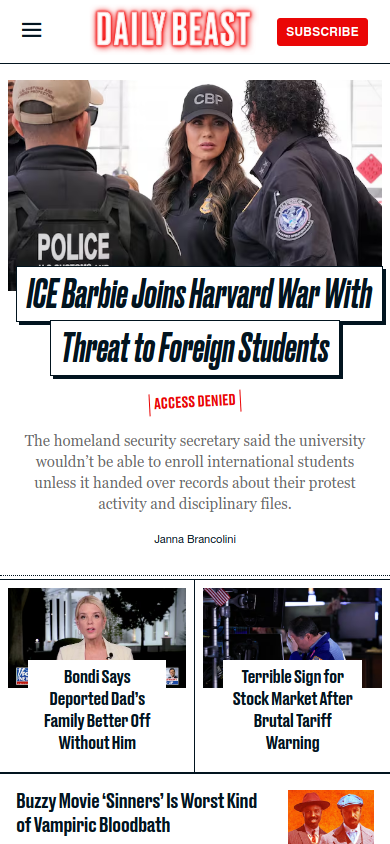 DAILY BEAST
SUBSCRIBE
CBP
POLICE
ICE Barbie Joins Harvard War With
Threat to Foreign Students
ACCESS DENIED
The homeland security secretary said the university
wouldn't be able to enroll international students
unless it handed over records about their protest
activity and disciplinary files.
Janna Brancolini
Bondi Says
Deported Dad's
Family Better Off
Without Him
Terrible Sign for
Stock Market After
Brutal Tariff
Warning
Buzzy Movie 'Sinners' Is Worst Kind
of Vampiric Bloodbath